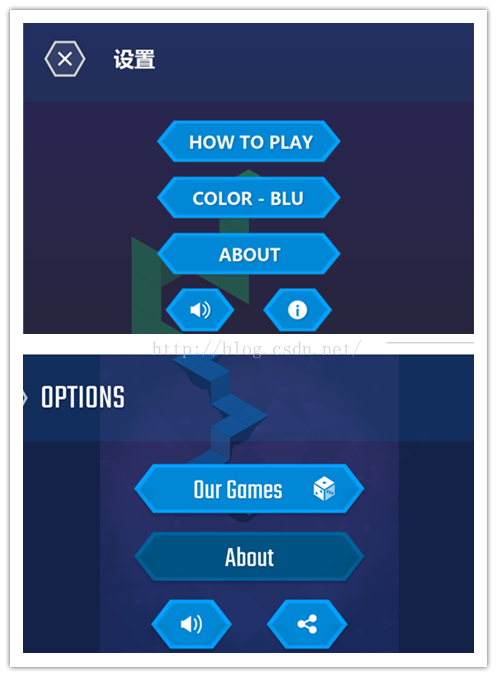 设置
HOW TO PLAY
COLOR - BLU
ABOUT
http://blog.csdn.net/
OPTIONS
Our Games
About